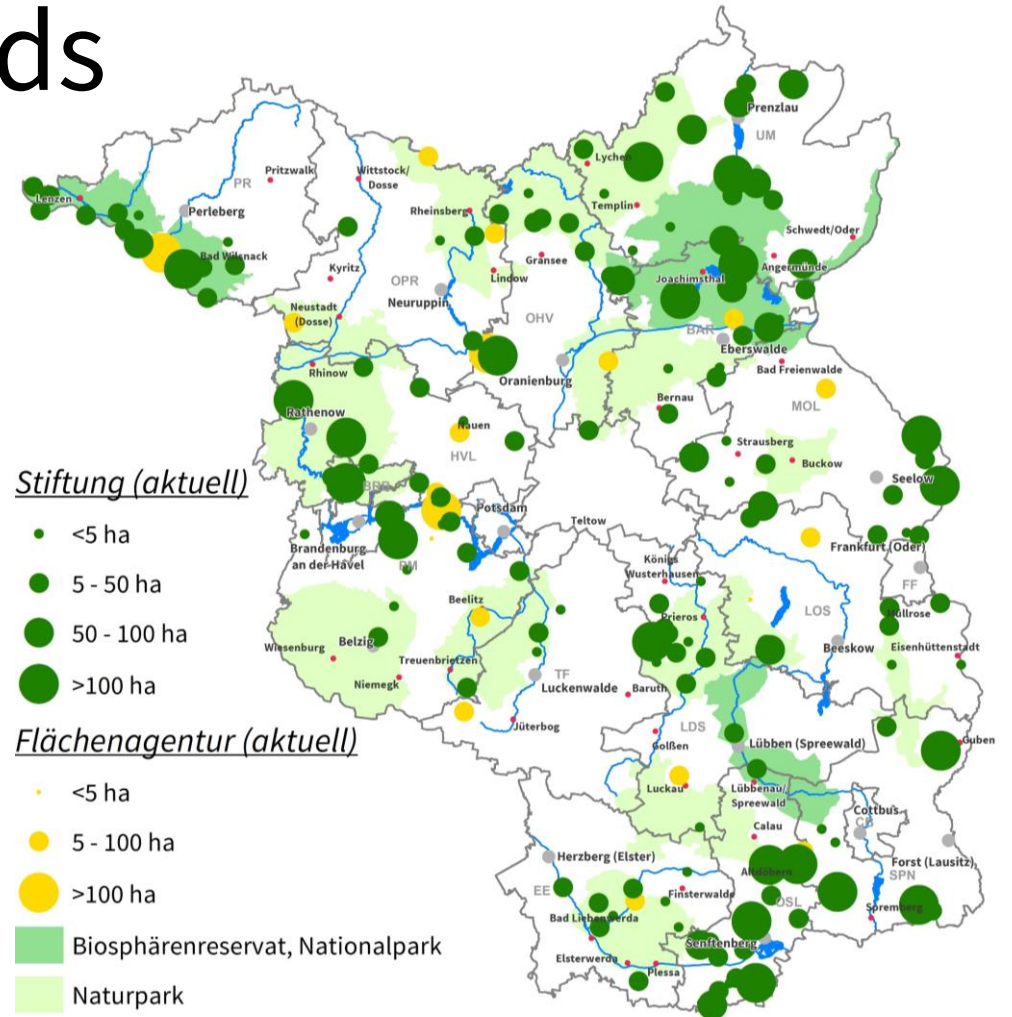 ds
Prenzlau
UM
Lychen
Pritzwalk
Wittstock/
Dosse
PR
Lenzen
Perleberg
Rheinsberg
Templin
Schwedt/Oder
Bad Wilsnack
Kyritz
Gransee
Lindow
Joachimsthal
Angermünde
OPR
Neuruppin
Neustadt
(Dosse)
OHV
BAR
Eberswalde
Rhinow
Oranienburg
Bad Freienwalde
Rathenow
Bernau
MOL
Nauen
HVL
Strausberg
Buckow
Seelow
Stiftung (aktuell)
<5 ha
5 - 50 ha
50 - 100 ha
>100 ha
Potsdam
Teltow
Brandenburg
an der Havel
PM
Königs
Wusterhausen
Frankfurt (Oder)
FF
Beelitz
Prieros
LOS
Müllrose
Wiesenburg
Belzig
Beeskow
Eisenhüttenstadt
Treuenbrietzen
Niemegk
TF
Luckenwalde
Baruth
Jüterbog
LDS
Golßen
Lübben (Spreewald)
Guben
Flächenagentur (aktuell)
<5 ha
5 - 100 ha
>100 ha
Biosphärenreservat, Nationalpark
Naturpark
Luckau
Lübbenau/
Spreewald
Cottbus
Calau
Herzberg (Elster)
Altdöbern
Forst (Lausitz)
SPN
EE
Finsterwalde
OSL
Spremberg
Bad Liebenwerda
Senftenberg
Elsterwerda
Plessa